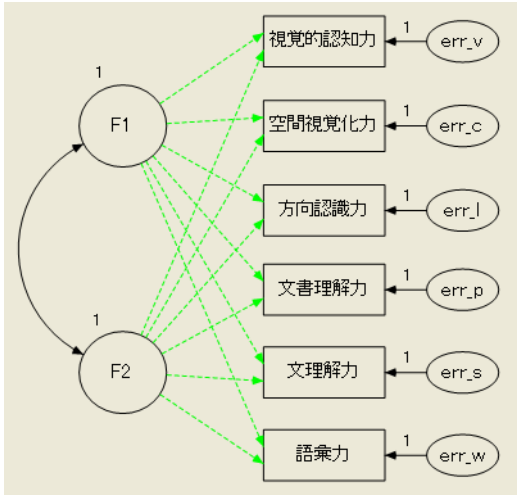 視覚的認知力
1
err_v
1
F1
空間視覚化力
1
err_c
方向認識力
1
err_l
文書理解力
1
err_p
1
F2
文理解力
1
err_s
語彙力
1
err_w